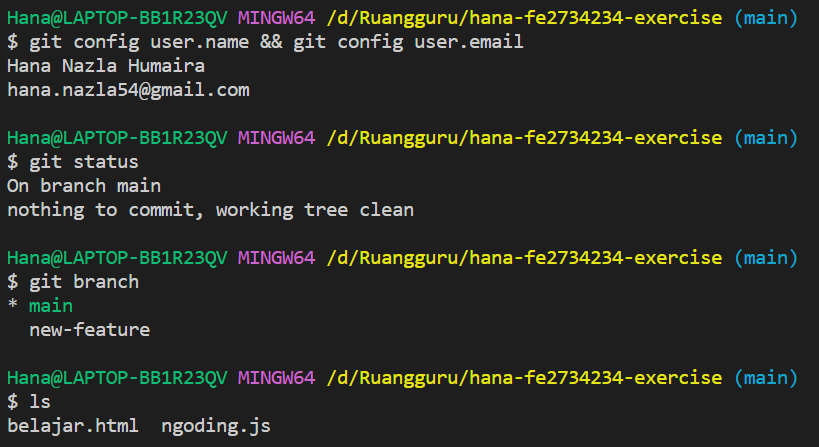 Hana@LAPTOP-BB1R23QV MINGW64 /d/Ruangguru/hana-fe2734234-exercise (main)
$ git config user.name && git config user.email
Hana Nazla Humaira
hana.nazla54@gmail.com
Hana@LAPTOP-BB1R23QV MINGW64 /d/Ruangguru/hana-fe2734234-exercise (main)
$ git status
On branch main
nothing to commit, working tree clean
Hana@LAPTOP-BB1R23QV MINGW64 /d/Ruangguru/hana-fe2734234-exercise (main)
$ git branch
* main
  new-feature
Hana@LAPTOP-BB1R23QV MINGW64 /d/Ruangguru/hana-fe2734234-exercise (main)
$ ls
belajar.html  ngoding.js